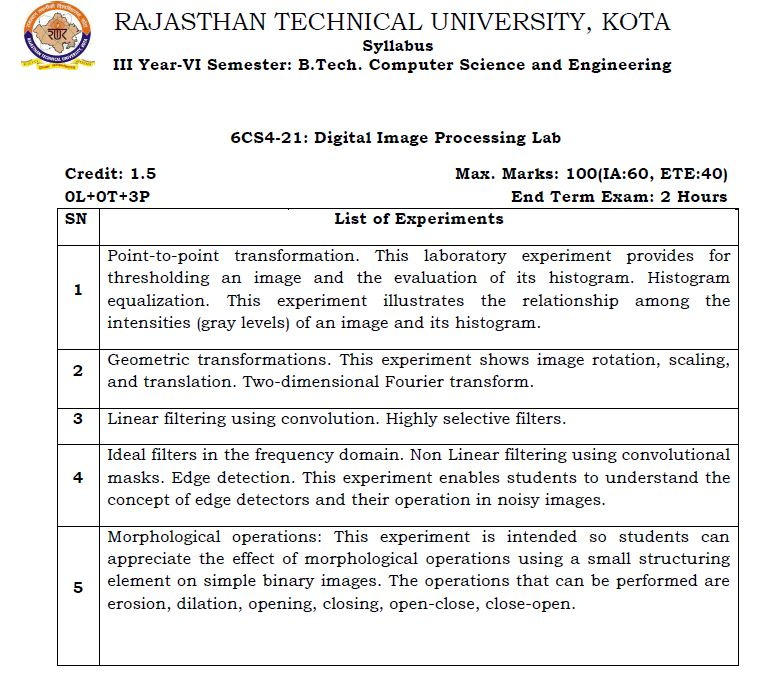 RAJASTHAN TECHNICAL UNIVERSITY, KOTA
Syllabus
III Year-VI Semester: B.Tech. Computer Science and Engineering
6CS4-21: Digital Image Processing Lab
Credit: 1.5 Max. Marks: 100(IA:60, ETE:40)
0L+0T+3P End Term Exam: 2 Hours
SN List of Experiments
1
Point-to-point transformation. This laboratory experiment provides for
thresholding an image and the evaluation of its histogram. Histogram
equalization. This experiment illustrates the relationship among the
intensities (gray levels) of an image and its histogram.
2
Geometric transformations. This experiment shows image rotation, scaling,
and translation. Two-dimensional Fourier transform.
3 Linear filtering using convolution. Highly selective filters.
4
Ideal filters in the frequency domain. Non Linear filtering using convolutional
masks. Edge detection. This experiment enables students to understand the
concept of edge detectors and their operation in noisy images.
5
Morphological operations: This experiment is intended so students can
appreciate the effect of morphological operations using a small structuring
element on simple binary images. The operations that can be performed are
erosion, dilation, opening, closing, open-close, close-open.